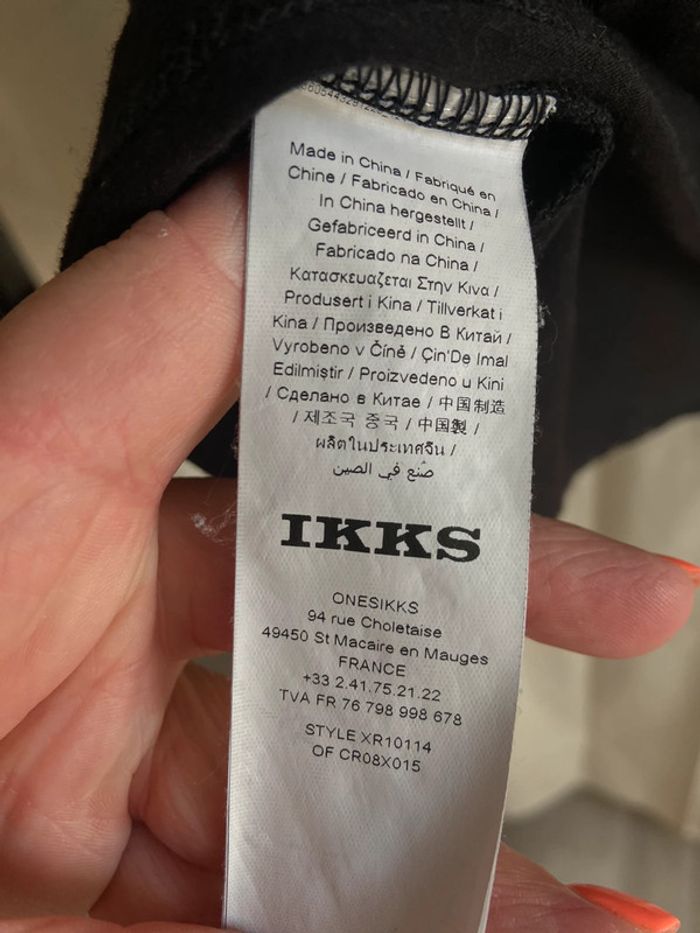 Made in China / Fabriqué en
Chine / Fabricado en China /
In China hergestellt /
Gefabriceerd in China /
Fabricado na China /
Κατασκευαζεται Στην Κινα /
Produsert i Kina / Tillverkat i
Kina / Произведено В Китай /
Vyrobeno v Číně / Çin'De Imal
Edilmiştir / Proizvedeno u Kini
/ Сделано в Китае / 中国制造
/ 제조국 중국 / 中国製 /
ผลิตในประเทศจีน /
صُنع في الصين
IKKS
ONESIKKS
94 rue Choletaise
49450 St Macaire en Mauges
FRANCE
+33 2.41.75.21.22
TVA FR 76 798 998 678
STYLE XR10114
OF CR08X015